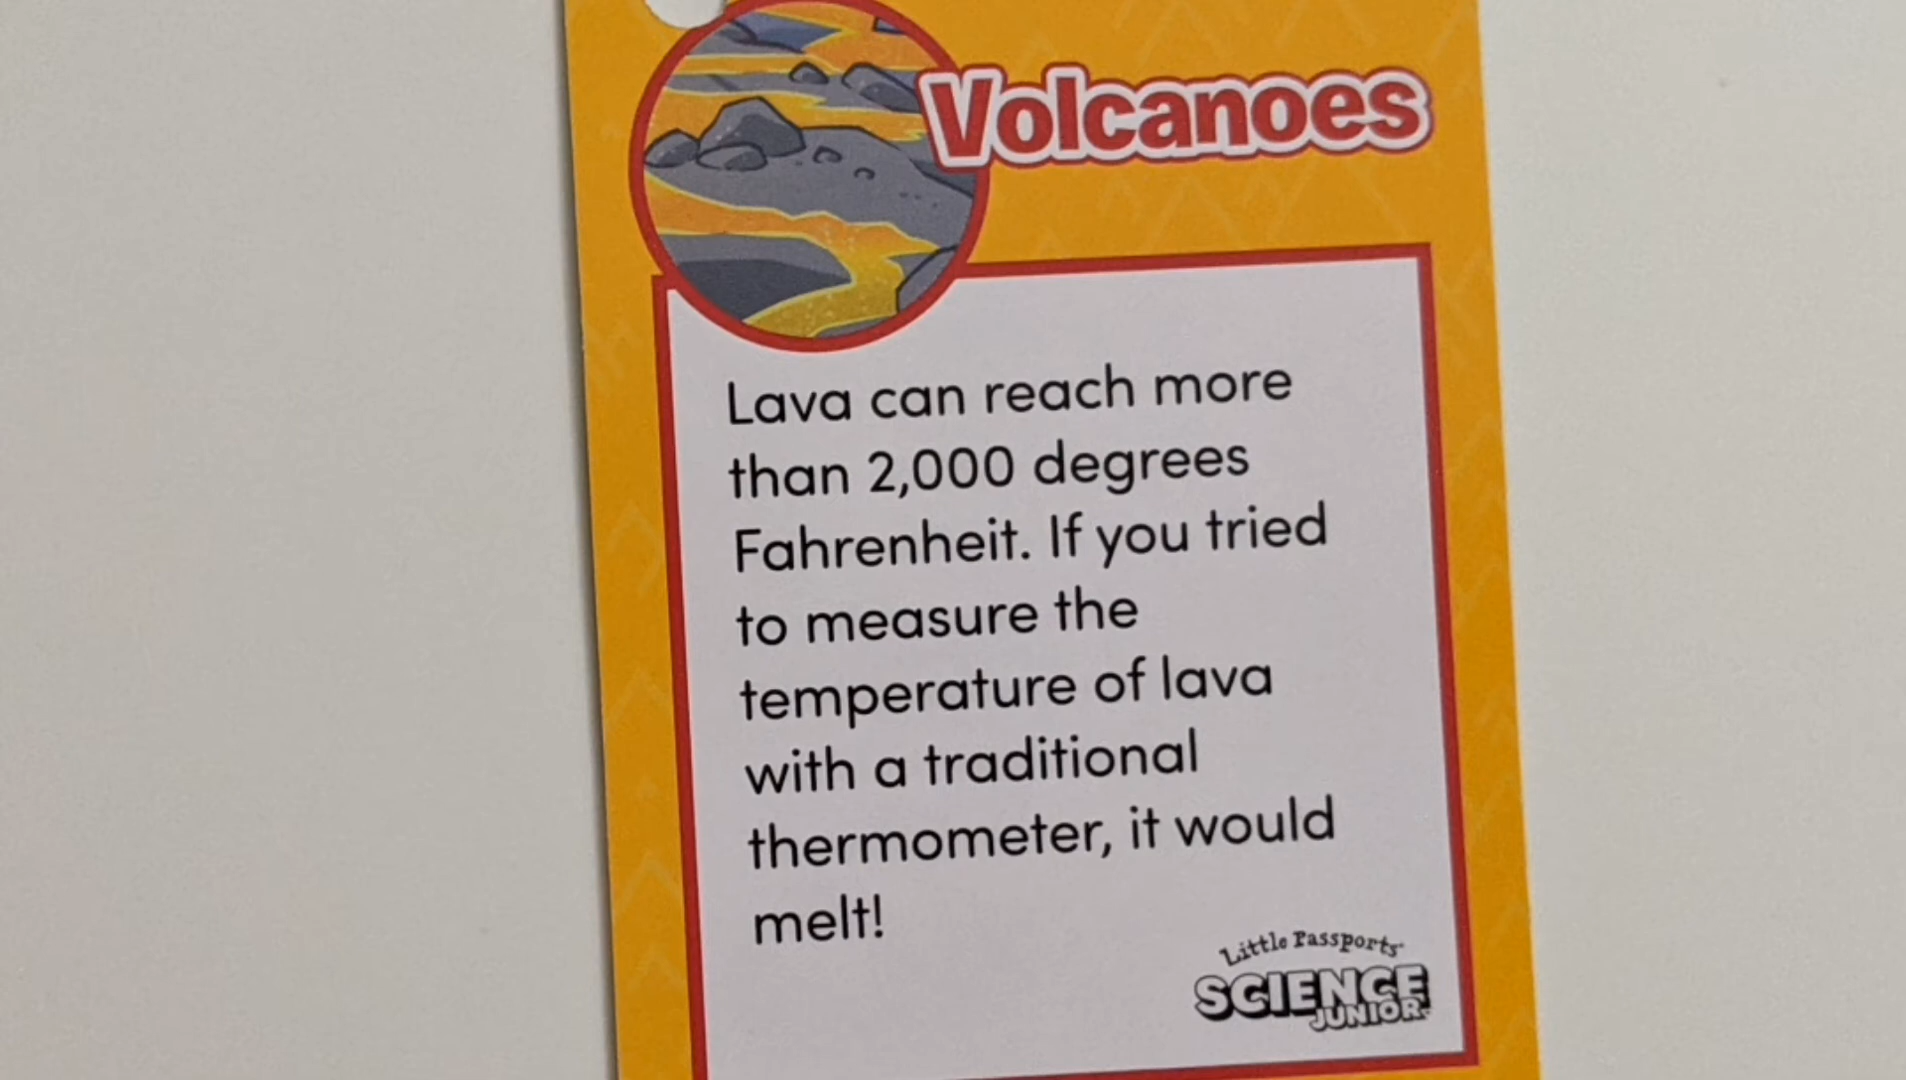 Volcanoes
Lava can reach more
than 2,000 degrees
Fahrenheit. If you tried
to measure the
temperature of lava
with a traditional
thermometer, it would
melt!
Little Passports
SCIENCE
JUNIOR